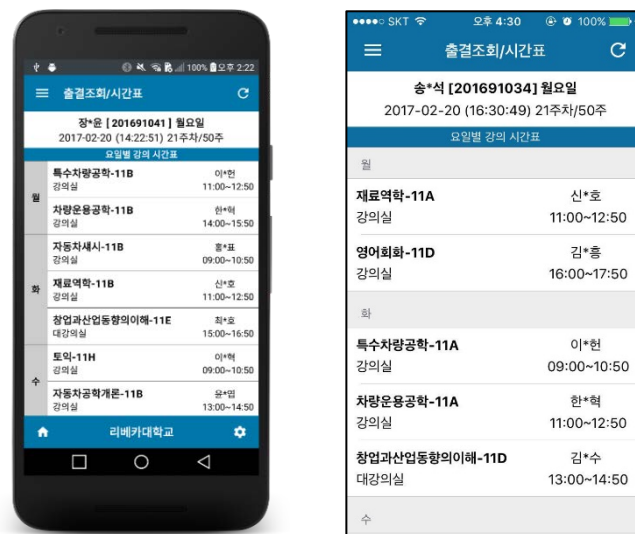 100% 오후 2:22
출결조회/시간표
장*윤 [ 201691041 ] 월요일
2017-02-20 (14:22:51) 21주차/50주
요일별 강의 시간표
월
특수차량공학-11B 이*헌
강의실 11:00~12:50
차량운용공학-11B 한*혁
강의실 14:00~15:50
화
자동차섀시-11B 홍*표
강의실 09:00~10:50
재료역학-11B 신*호
강의실 11:00~12:50
창업과산업동향의이해-11E 최*호
대강의실 15:00~16:50
수
토익-11H 이*혁
강의실 09:00~10:50
자동차공학개론-11B 윤*업
강의실 13:00~14:50
리베카대학교
SKT 오후 4:30 100%
출결조회/시간표
송*석 [201691034] 월요일
2017-02-20 (16:30:49) 21주차/50주
요일별 강의 시간표
월
재료역학-11A 신*호
강의실 11:00~12:50
영어회화-11D 김*흥
강의실 16:00~17:50
화
특수차량공학-11A 이*헌
강의실 09:00~10:50
차량운용공학-11A 한*혁
강의실 11:00~12:50
창업과산업동향의이해-11D 김*수
대강의실 13:00~14:50
수